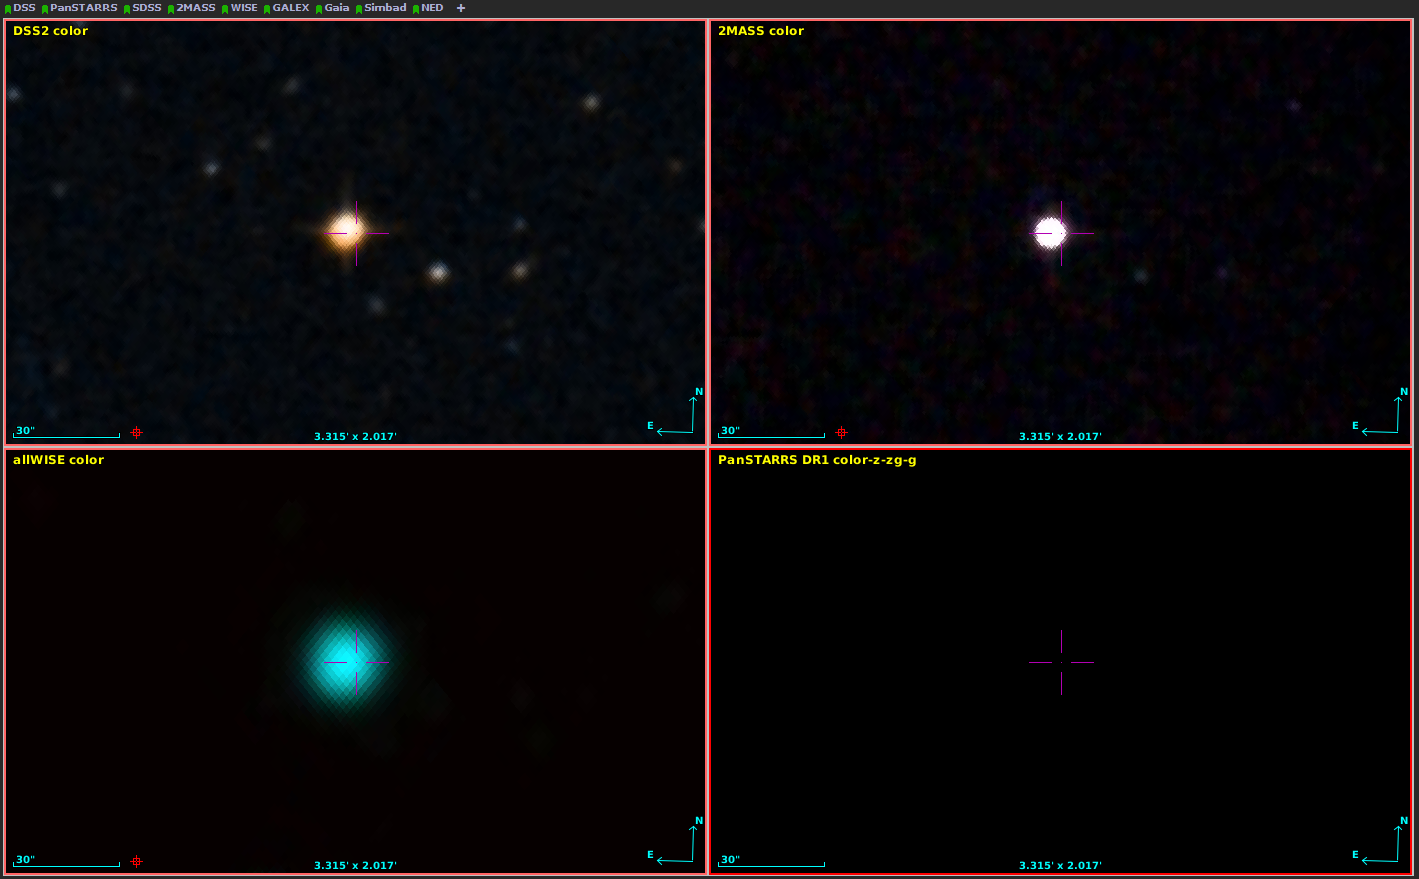 DSS PanSTARRS SDSS 2MASS WISE GALEX Gaia Simbad NED +
DSS2 color
N
E
30"
3.315' x 2.017'
2MASS color
N
E
30"
3.315' x 2.017'
allWISE color
N
E
30"
3.315' x 2.017'
PanSTARRS DR1 color-z-zg-g
N
E
30"
3.315' x 2.017'